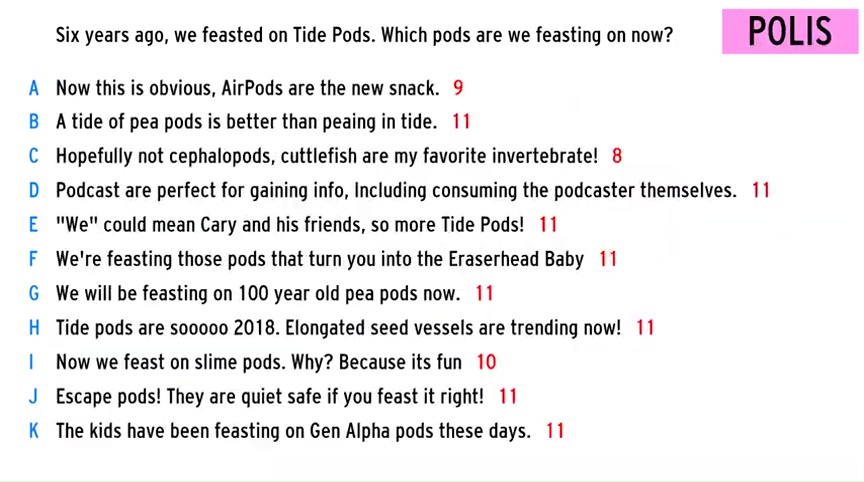 Six years ago, we feasted on Tide Pods. Which pods are we feasting on now?
POLIS
A Now this is obvious, AirPods are the new snack. 9
B A tide of pea pods is better than peaing in tide. 11
C Hopefully not cephalopods, cuttlefish are my favorite invertebrate! 8
D Podcast are perfect for gaining info, Including consuming the podcaster themselves. 11
E "We" could mean Cary and his friends, so more Tide Pods! 11
F We're feasting those pods that turn you into the Eraserhead Baby 11
G We will be feasting on 100 year old pea pods now. 11
H Tide pods are sooooo 2018. Elongated seed vessels are trending now! 11
I Now we feast on slime pods. Why? Because its fun 10
J Escape pods! They are quiet safe if you feast it right! 11
K The kids have been feasting on Gen Alpha pods these days. 11